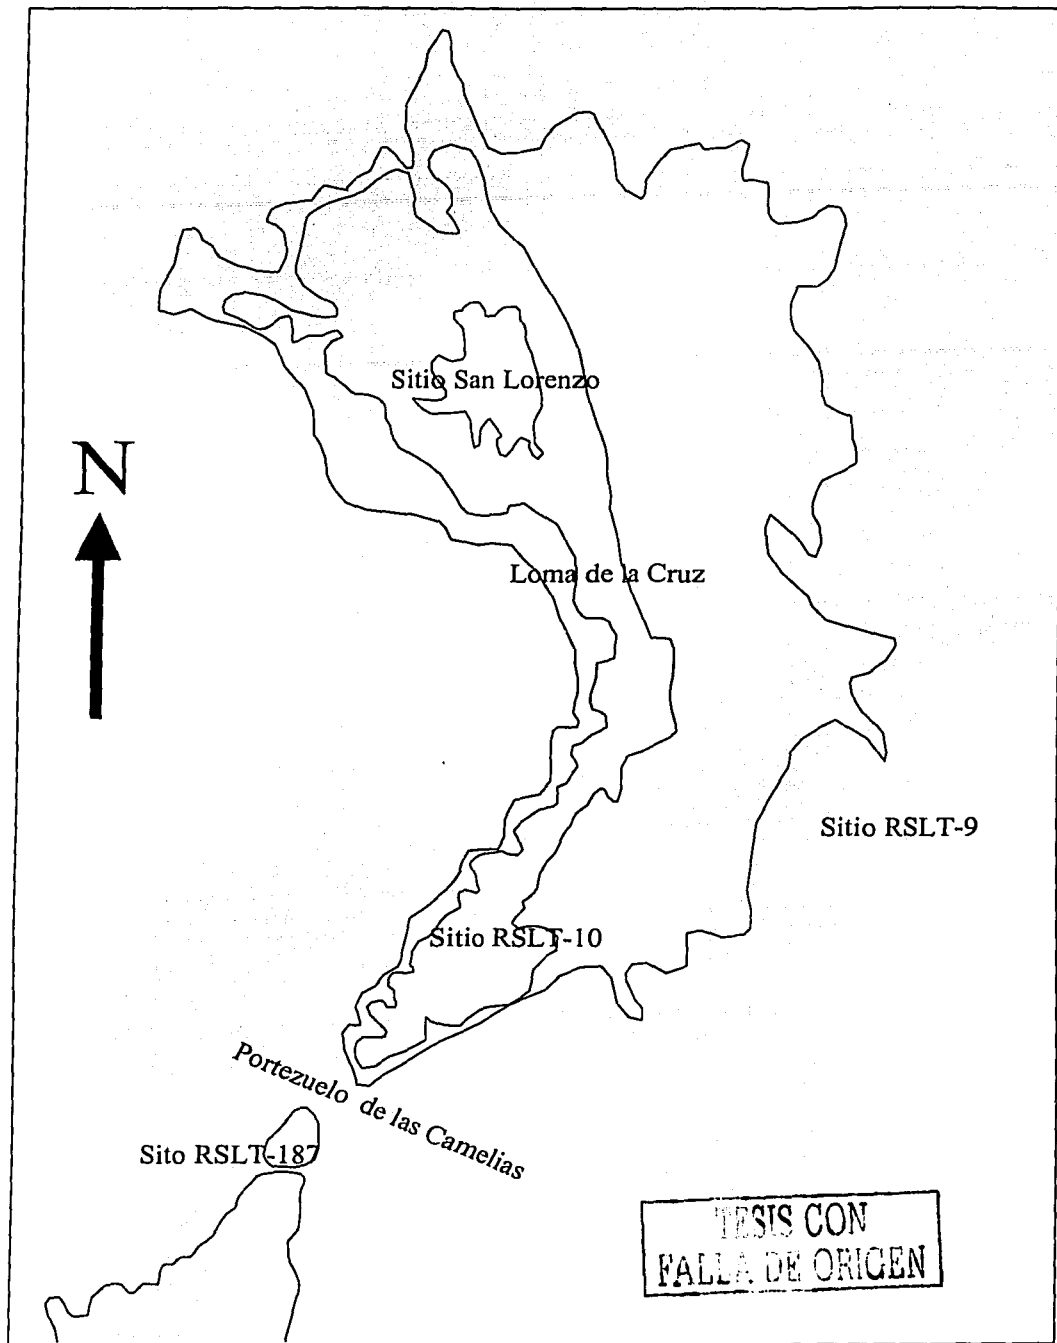 Sitio San Lorenzo
N
Loma de la Cruz
Sitio RSLT-9
Sitio RSLT-10
Portezuelo de las Camelias
Sito RSLT-187
TESIS CON
FALLA DE ORIGEN